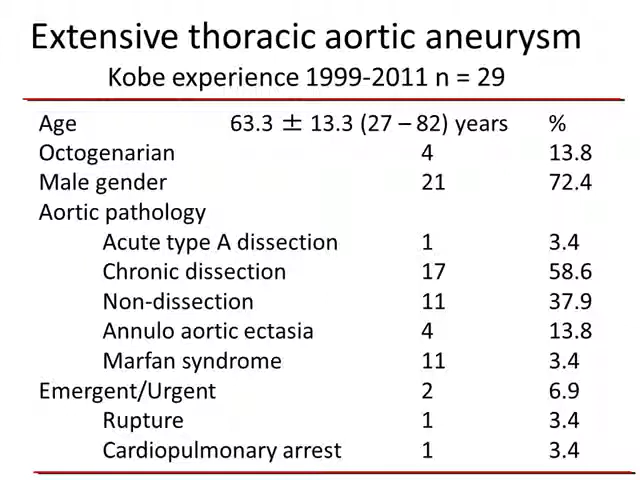 Extensive thoracic aortic aneurysm
Kobe experience 1999-2011 n = 29
Age 63.3 ± 13.3 (27 – 82) years %
Octogenarian 4 13.8
Male gender 21 72.4
Aortic pathology
Acute type A dissection 1 3.4
Chronic dissection 17 58.6
Non-dissection 11 37.9
Annulo aortic ectasia 4 13.8
Marfan syndrome 11 3.4
Emergent/Urgent 2 6.9
Rupture 1 3.4
Cardiopulmonary arrest 1 3.4